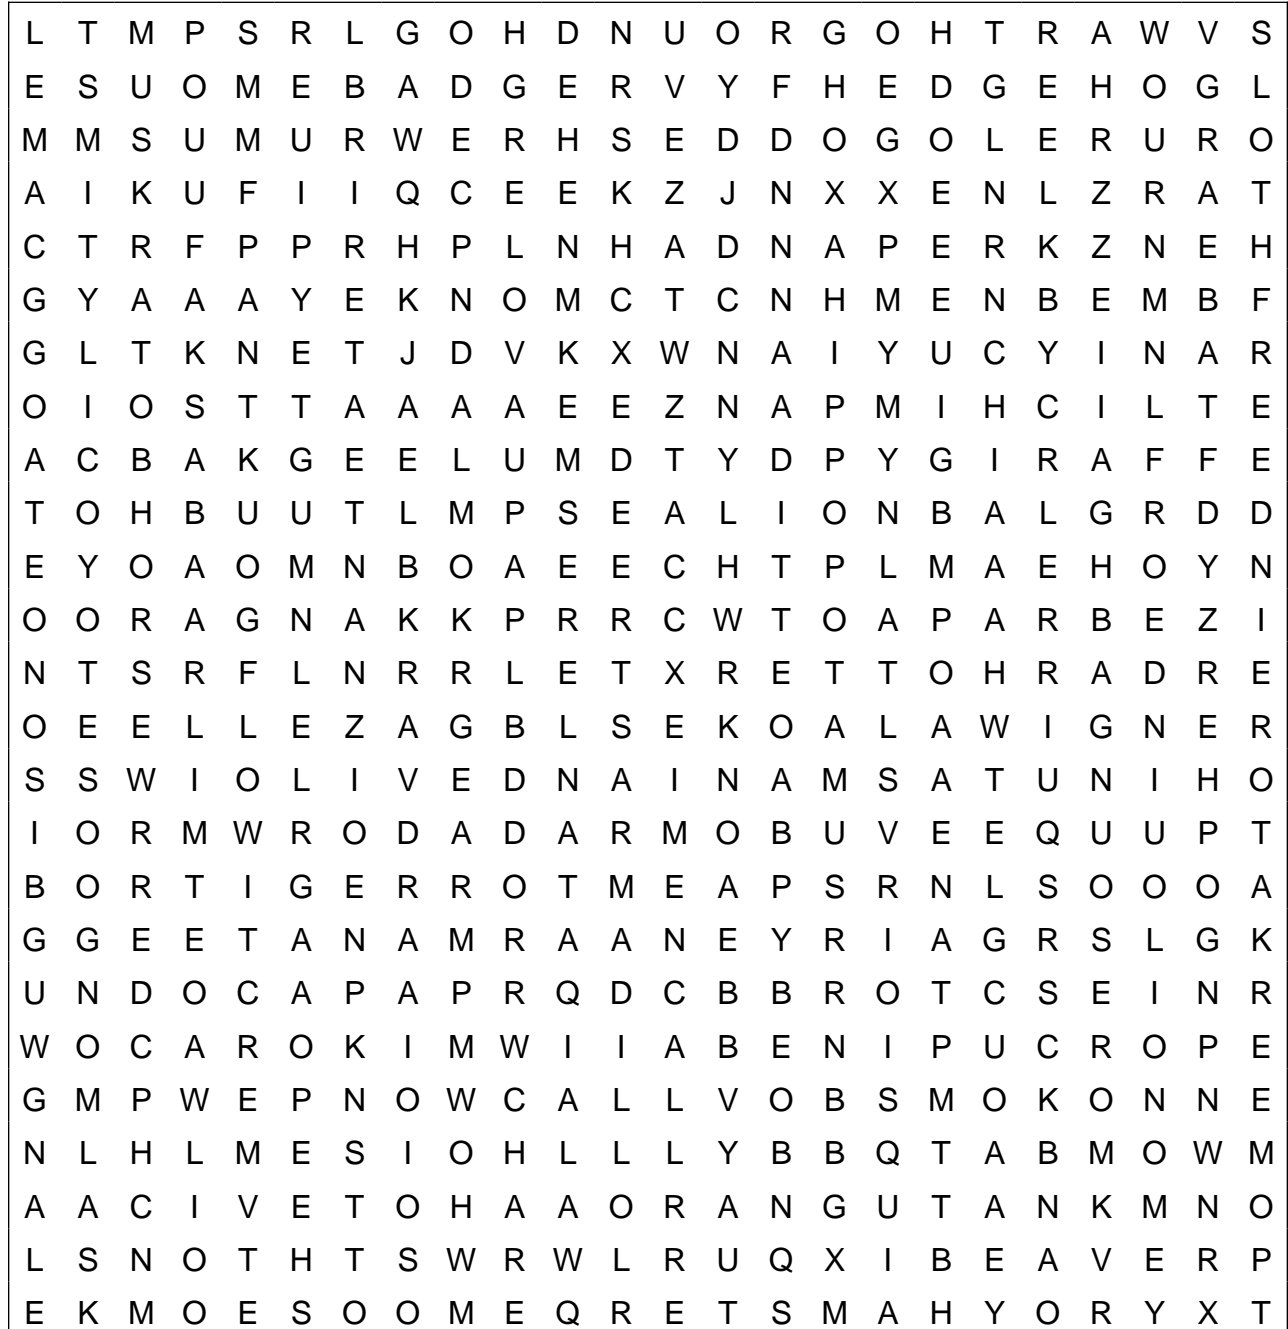 L T M P S R L G O H D N U O R G O H T R A W V S
E S U O M E B A D G E R V Y F H E D G E H O G L
M M S U M U R W E R H S E D D O G O L E R U R O
A I K U F I I Q C E E K Z J N X X E N L Z R A T
C T R F P P R H P L N H A D N A P E R K Z N E H
G Y A A A Y E K N O M C T C N H M E N B E M B F
G L T K N E T J D V K X W N A I Y U C Y I N A R
O I O S T T A A A A E E Z N A P M I H C I L T E
A C B A K G E E L U M D T Y D P Y G I R A F F E
T O H B U U T L M P S E A L I O N B A L G R D D
E Y O A O M N B O A E E C H T P L M A E H O Y N
O O R A G N A K K P R R C W T O A P A R B E Z I
N T S R F L N R R L E T X R E T T O H R A D R E
O E E L L E Z A G B L S E K O A L A W I G N E R
S S W I O L I V E D N A I N A M S A T U N I H O
I O R M W R O D A D A R M O B U V E E Q U U P T
B O R T I G E R R O T M E A P S R N L S O O O A
G G E E T A N A M R A A N E Y R I A G R S L G K
U N D O C A P A P R Q D C B B R O T C S E I N R
W O C A R O K I M W I I A B E N I P U C R O P E
G M P W E P N O W C A L L V O B S M O K O N N E
N L H L M E S I O H L L L Y B B Q T A B M O W M
A A C I V E T O H A A O R A N G U T A N K M N O
L S N O T H T S W R W L R U Q X I B E A V E R P
E K M O E S O O M E Q R E T S M A H Y O R Y X T